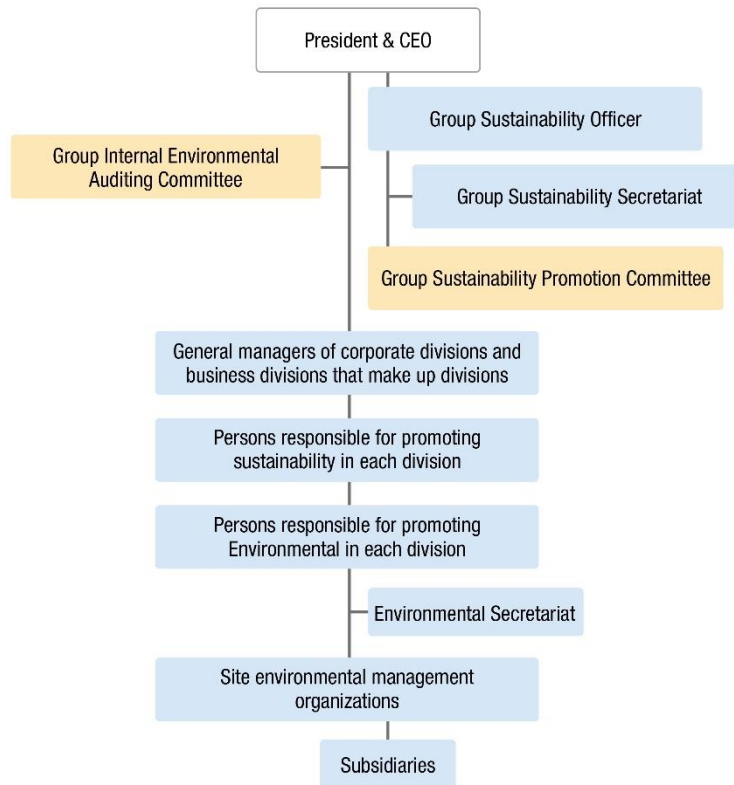 President & CEO
Group Sustainability Officer
Group Internal Environmental
Auditing Committee
Group Sustainability Secretariat
Group Sustainability Promotion Committee
General managers of corporate divisions and
business divisions that make up divisions
Persons responsible for promoting
sustainability in each division
Persons responsible for promoting
Environmental in each division
Environmental Secretariat
Site environmental management
organizations
Subsidiaries